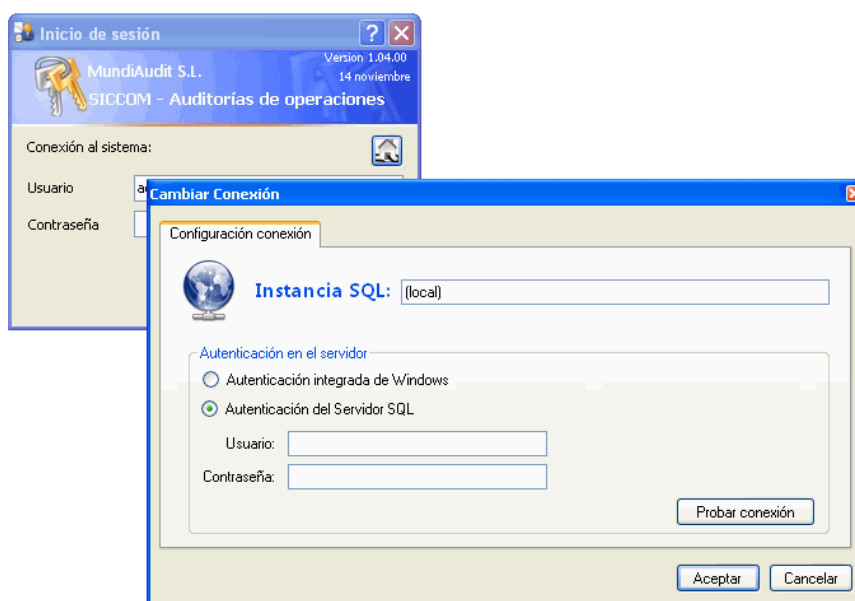 Inicio de sesión
Version 1.04.00
MundiAudit S.L.
14 noviembre
SICCOM - Auditorías de operaciones
Conexión al sistema:
Usuario
Contraseña
Cambiar Conexión
Configuración conexión
Instancia SQL: (local)
Autenticación en el servidor
Autenticación integrada de Windows
Autenticación del Servidor SQL
Usuario:
Contraseña:
Probar conexión
Aceptar Cancelar